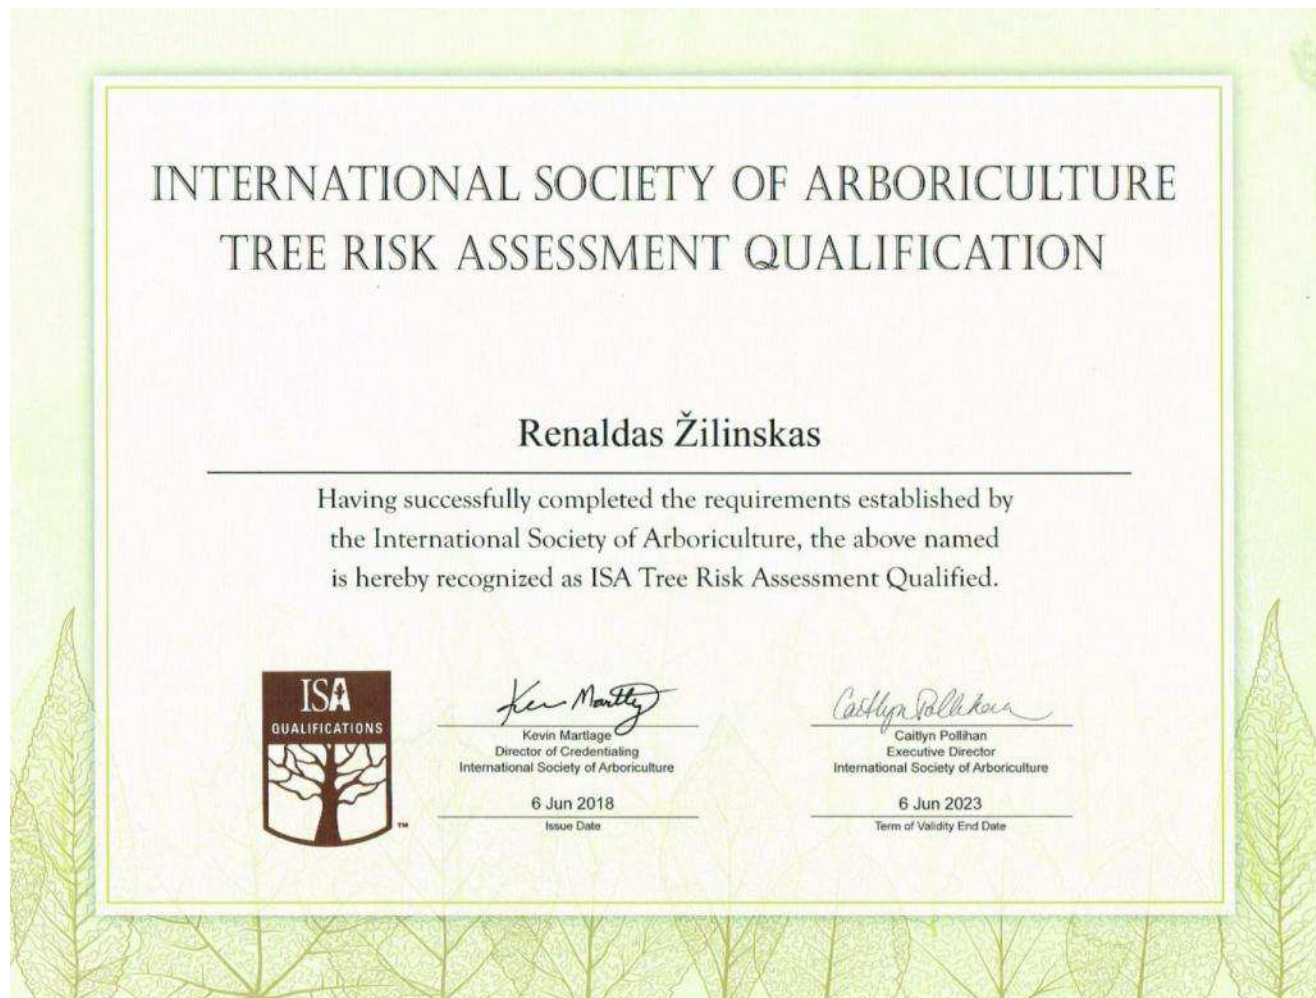 INTERNATIONAL SOCIETY OF ARBORICULTURE
TREE RISK ASSESSMENT QUALIFICATION
Renaldas Žilinskas
Having successfully completed the requirements established by
the International Society of Arboriculture, the above named
is hereby recognized as ISA Tree Risk Assessment Qualified.
ISA
QUALIFICATIONS
TM
Kevin Martlage
Director of Credentialing
International Society of Arboriculture
6 Jun 2018
Issue Date
Caitlyn Pollihan
Caitlyn Pollihan
Executive Director
International Society of Arboriculture
6 Jun 2023
Term of Validity End Date